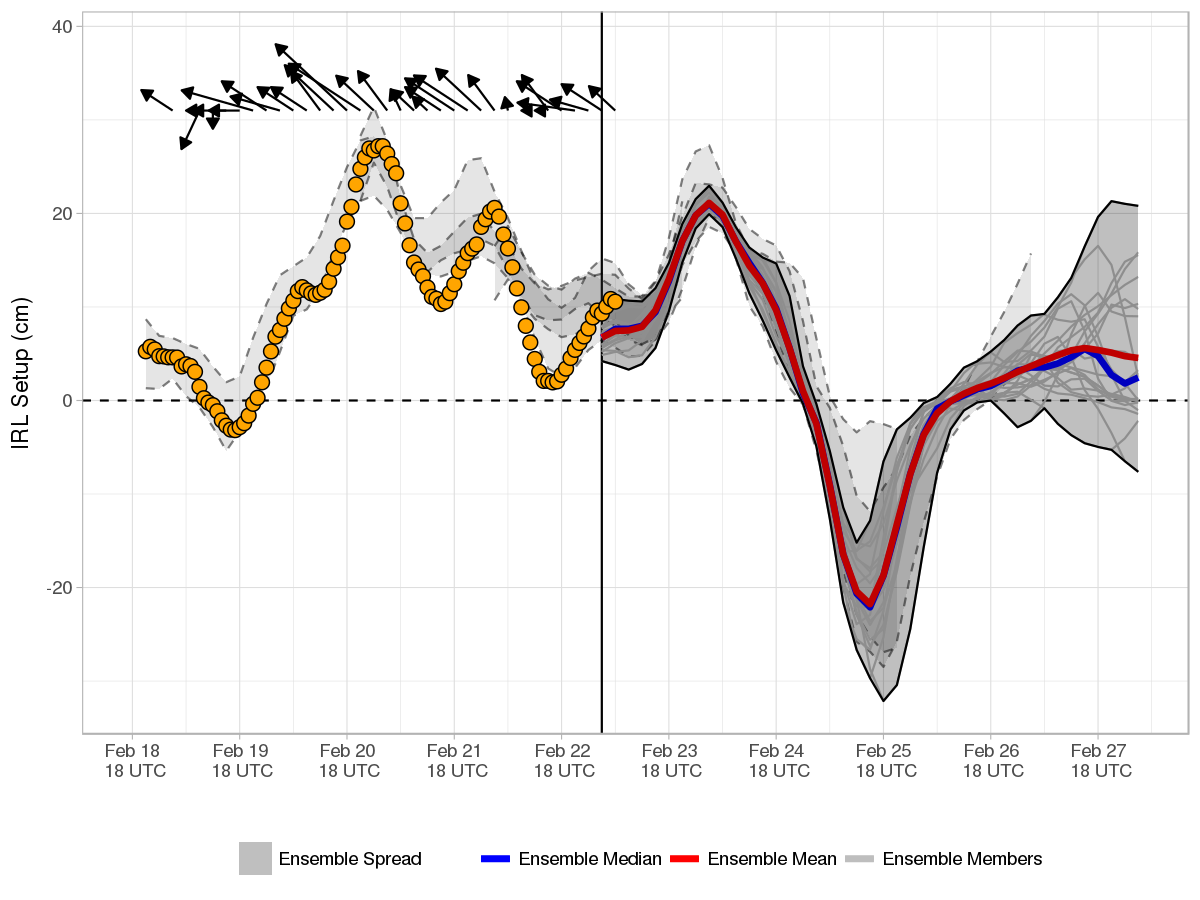 40
20
0
-20
IRL Setup (cm)
Feb 18 Feb 19 Feb 20 Feb 21 Feb 22 Feb 23 Feb 24 Feb 25 Feb 26 Feb 27
18 UTC 18 UTC 18 UTC 18 UTC 18 UTC 18 UTC 18 UTC 18 UTC 18 UTC 18 UTC
Ensemble Spread Ensemble Median Ensemble Mean Ensemble Members